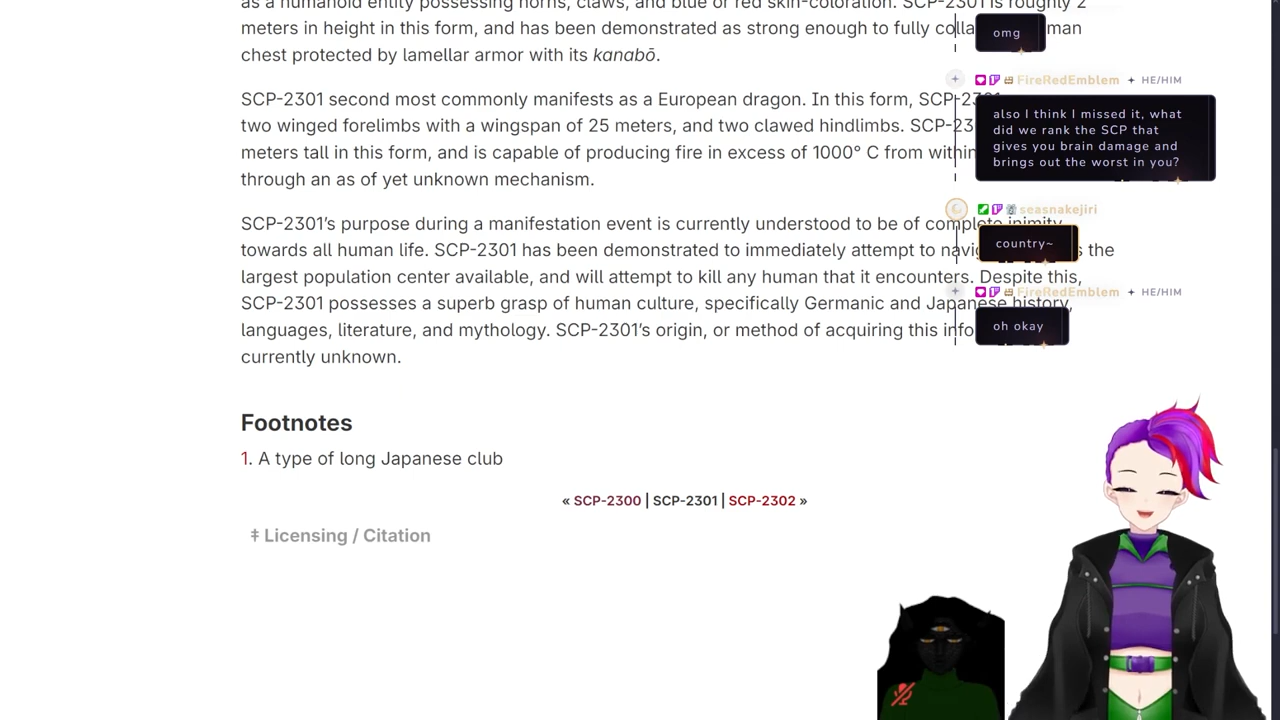 as a humanoid entity possessing horns, claws, and blue or red skin-coloration. SCP-2301 is roughly 2
meters in height in this form, and has been demonstrated as strong enough to fully man
chest protected by lamellar armor with its kanabō.
SCP-2301 second most commonly manifests as a European dragon. In this form,
two winged forelimbs with a wingspan of 25 meters, and two clawed hindlimbs.
meters tall in this form, and is capable of producing fire in excess of 1000° C from within
through an as of yet unknown mechanism.
SCP-2301's purpose during a manifestation event is currently understood to be of complete inimity
towards all human life. SCP-2301 has been demonstrated to immediately attempt to the
largest population center available, and will attempt to kill any human that it encounters. Despite this,
SCP-2301 possesses a superb grasp of human culture, specifically Germanic and Japanese history,
languages, literature, and mythology. SCP-2301's origin, or method of acquiring this
currently unknown.
Footnotes
1. A type of long Japanese club
« SCP-2300 | SCP-2301 | SCP-2302 »
‡ Licensing / Citation
omg
FireRedEmblem HE/HIM
also I think I missed it, what
did we rank the SCP that
gives you brain damage and
brings out the worst in you?
seasnakejiri
country~
FireRedEmblem HE/HIM
oh okay